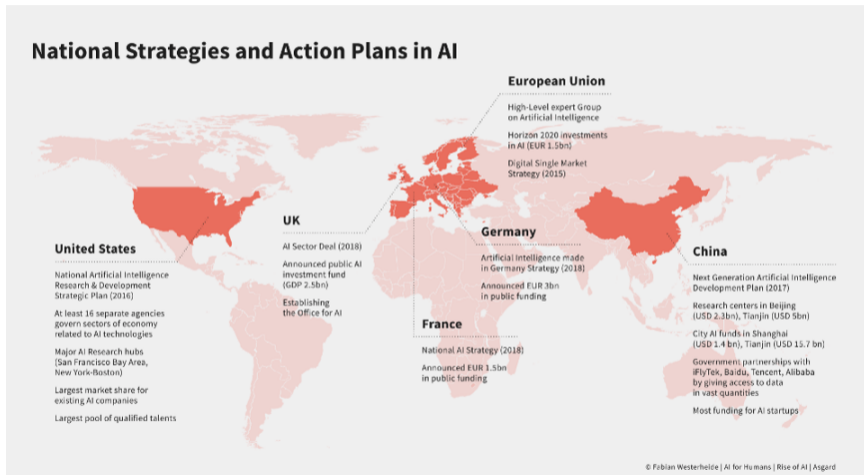 National Strategies and Action Plans in AI
European Union
High-Level expert Group
on Artificial Intelligence
Horizon 2020 investments
in AI (EUR 1.5bn)
Digital Single Market
Strategy (2015)
UK
AI Sector Deal (2018)
Announced public AI
investment fund
(GDP 2.5bn)
Establishing
the Office for AI
Germany
Artificial Intelligence made
in Germany Strategy (2018)
Announced EUR 3bn
in public funding
United States
National Artificial Intelligence
Research & Development
Strategic Plan (2016)
At least 16 separate agencies
govern sectors of economy
related to AI technologies
Major AI Research hubs
(San Francisco Bay Area,
New York-Boston)
Largest market share for
existing AI companies
Largest pool of qualified talents
France
National AI Strategy (2018)
Announced EUR 1.5bn
in public funding
China
Next Generation Artificial Intelligence
Development Plan (2017)
Research centers in Beijing
(USD 2.3bn), Tianjin (USD 5bn)
City AI funds in Shanghai
(USD 1.4 bn), Tianjin (USD 15.7 bn)
Government partnerships with
iFlyTek, Baidu, Tencent, Alibaba
by giving access to data
in vast quantities
Most funding for AI startups
© Fabian Westerheide | AI for Humans | Rise of AI | Asgard